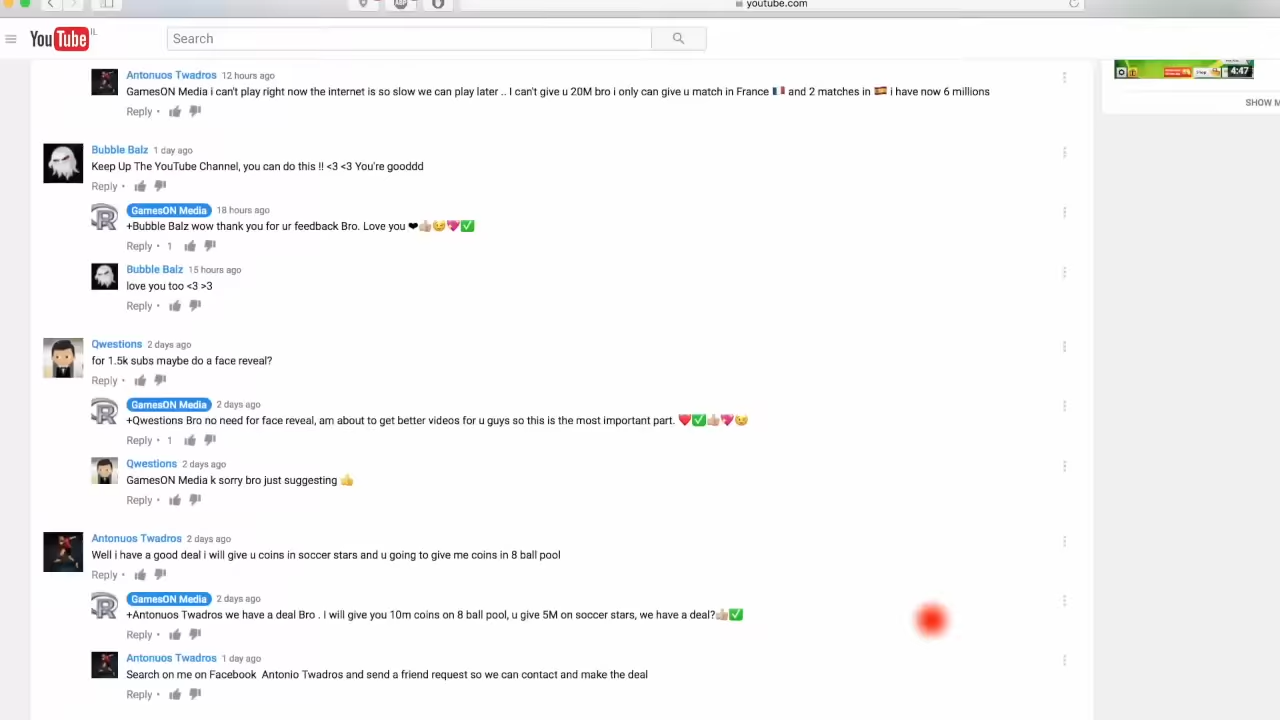 youtube.com
YouTube IL
Search
4:47
SHOW M
Antonuos Twadros 12 hours ago
GamesON Media i can't play right now the internet is so slow we can play later .. I can't give u 20M bro i only can give u match in France 🇫🇷 and 2 matches in 🇪🇸 i have now 6 millions
Reply •
Bubble Balz 1 day ago
Keep Up The YouTube Channel, you can do this !! <3 <3 You're gooddd
Reply •
GamesON Media 18 hours ago
+Bubble Balz wow thank you for ur feedback Bro. Love you ❤👍🏼😉💖✅
Reply • 1
Bubble Balz 15 hours ago
love you too <3 >3
Reply •
Qwestions 2 days ago
for 1.5k subs maybe do a face reveal?
Reply •
GamesON Media 2 days ago
+Qwestions Bro no need for face reveal, am about to get better videos for u guys so this is the most important part. ❤️✅👍🏼💖😉
Reply • 1
Qwestions 2 days ago
GamesON Media k sorry bro just suggesting 👍
Reply •
Antonuos Twadros 2 days ago
Well i have a good deal i will give u coins in soccer stars and u going to give me coins in 8 ball pool
Reply •
GamesON Media 2 days ago
+Antonuos Twadros we have a deal Bro . I will give you 10m coins on 8 ball pool, u give 5M on soccer stars, we have a deal?👍🏼✅
Reply •
Antonuos Twadros 1 day ago
Search on me on Facebook Antonio Twadros and send a friend request so we can contact and make the deal
Reply •